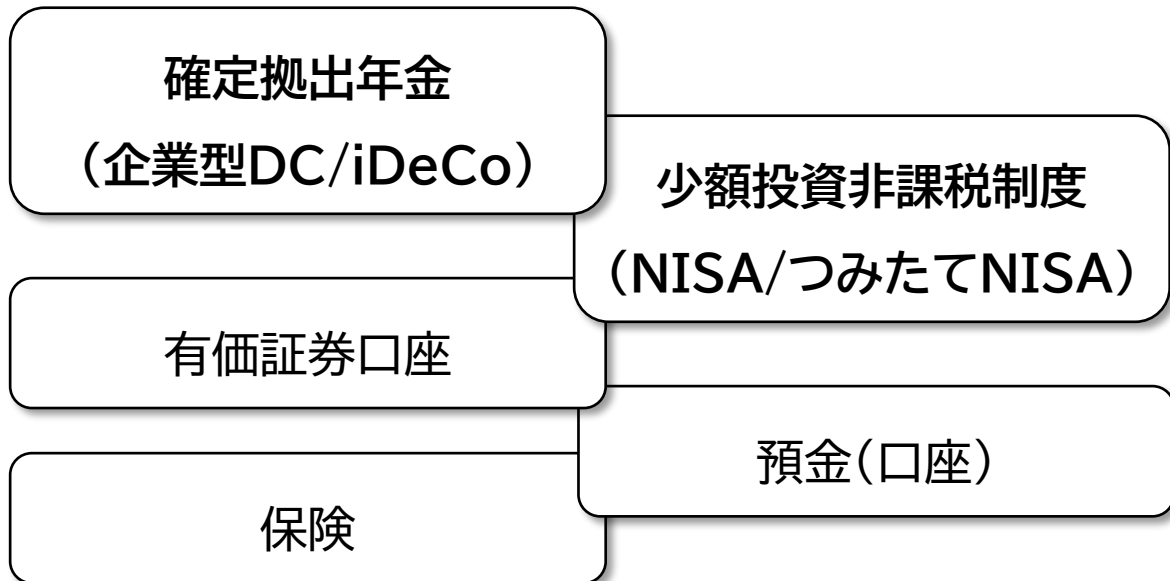 確定拠出年金
（企業型DC/iDeCo）
少額投資非課税制度
（NISA/つみたてNISA）
有価証券口座
預金（口座）
保険